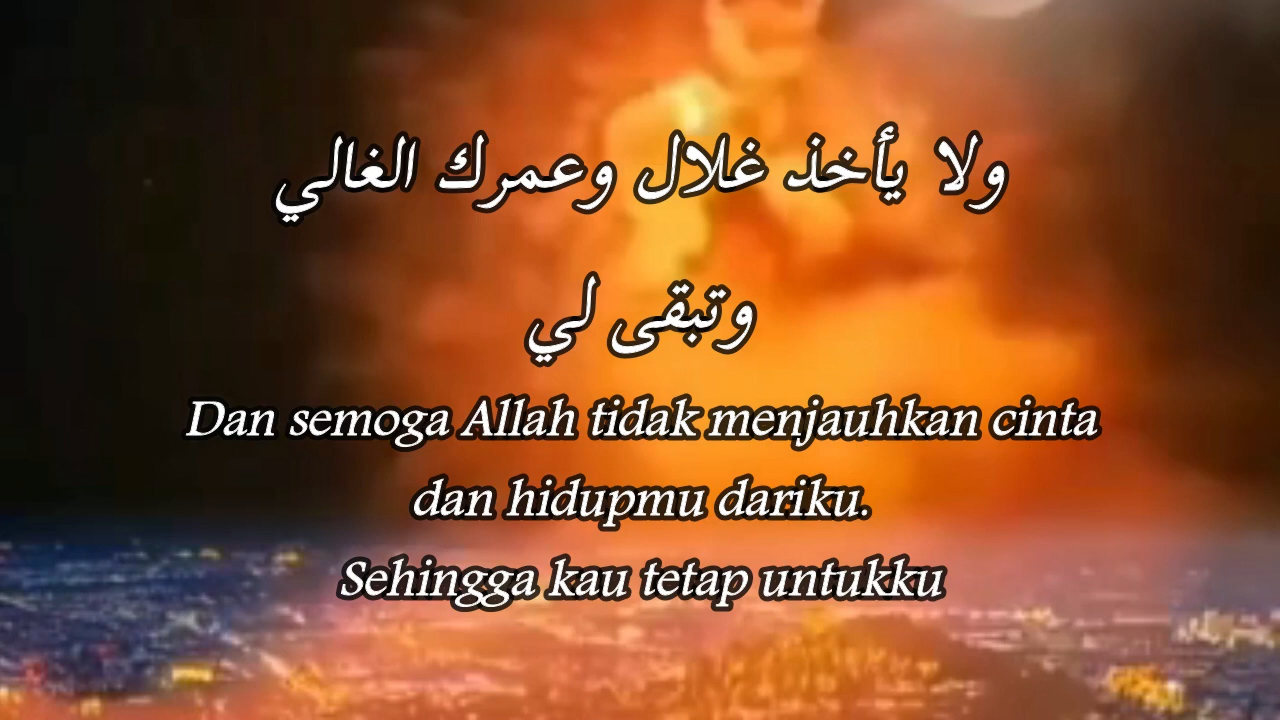 ولا يأخذ غلال وعمرك الغالي
وتبقى لي
Dan semoga Allah tidak menjauhkan cinta
dan hidupmu dariku.
Sehingga kau tetap untukku